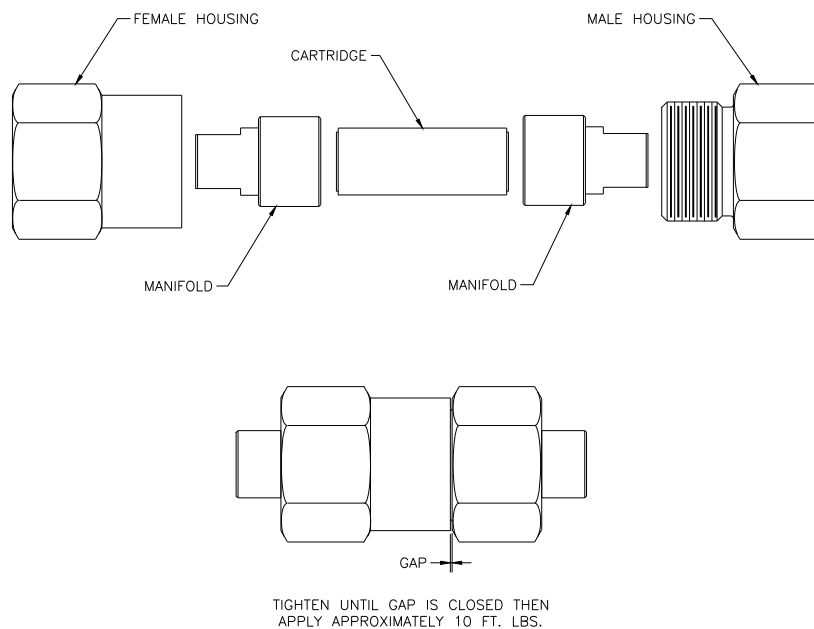 FEMALE HOUSING
MALE HOUSING
CARTRIDGE
MANIFOLD
MANIFOLD
GAP
TIGHTEN UNTIL GAP IS CLOSED THEN
APPLY APPROXIMATELY 10 FT. LBS.